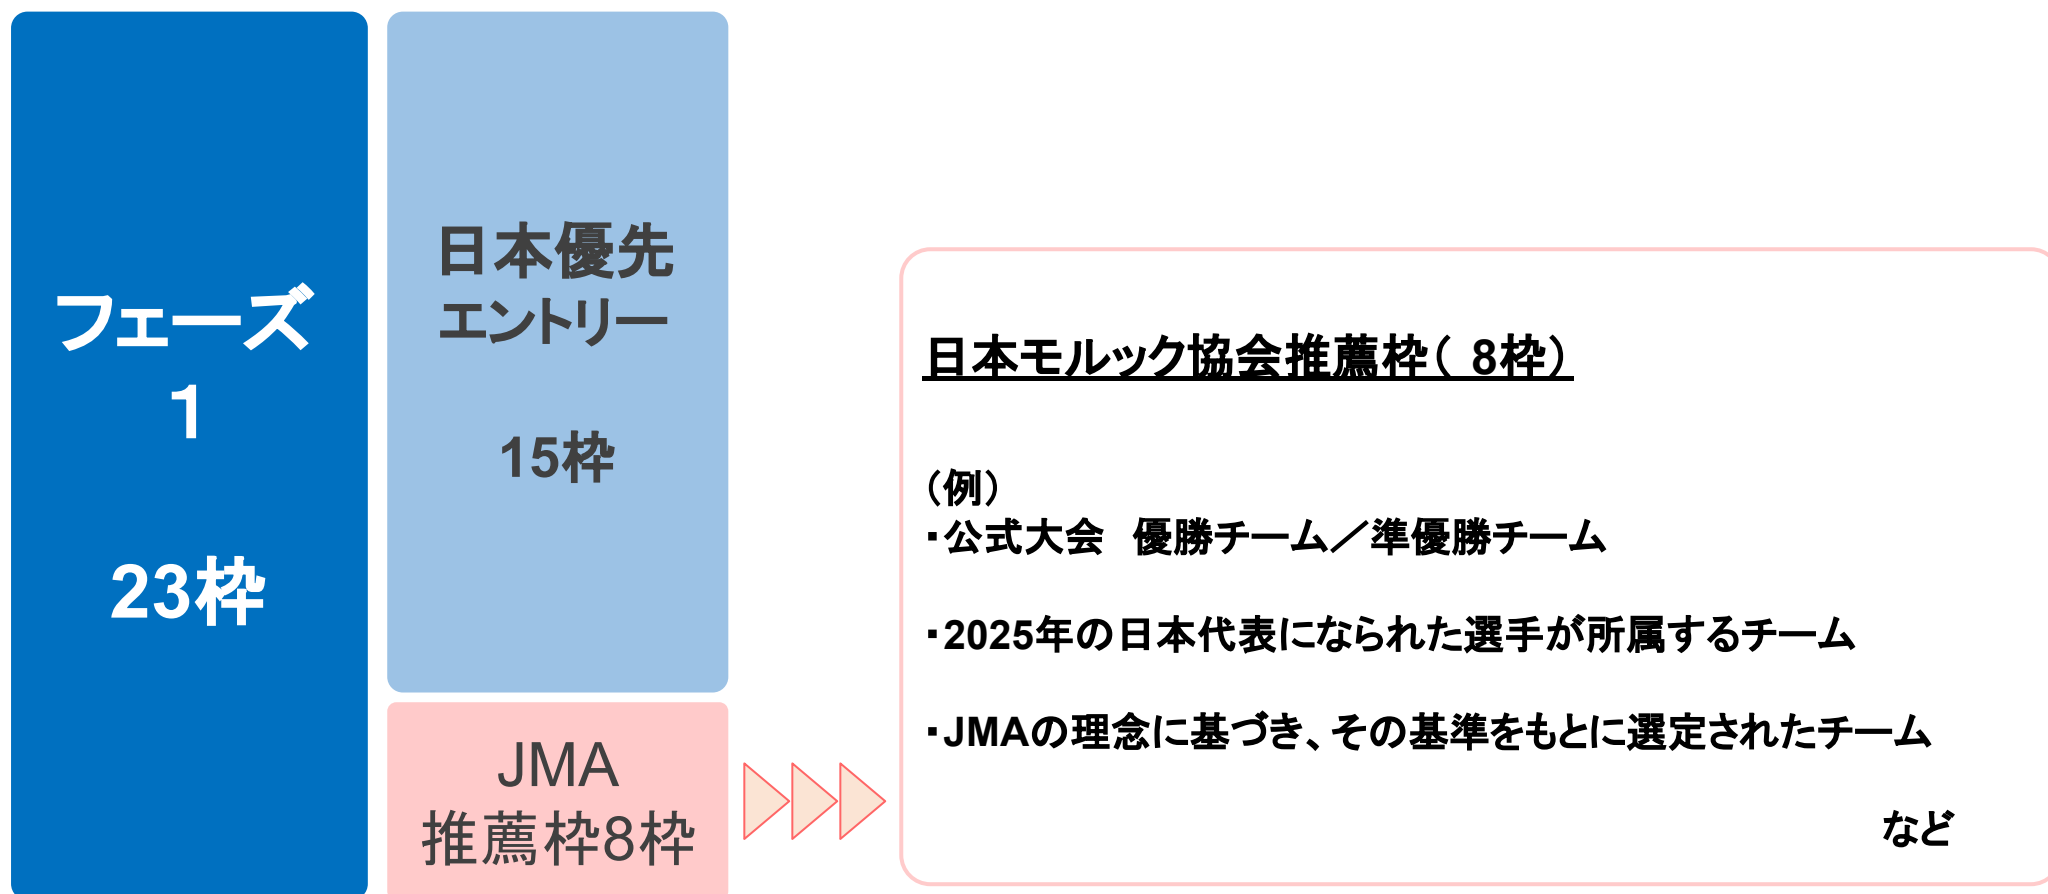 フェーズ
1
23枠
日本優先
エントリー
15枠
JMA
推薦枠8枠
日本モルック協会推薦枠（ 8枠）
（例）
・公式大会　優勝チーム／準優勝チーム
・2025年の日本代表になられた選手が所属するチーム
・JMAの理念に基づき、その基準をもとに選定されたチーム
など